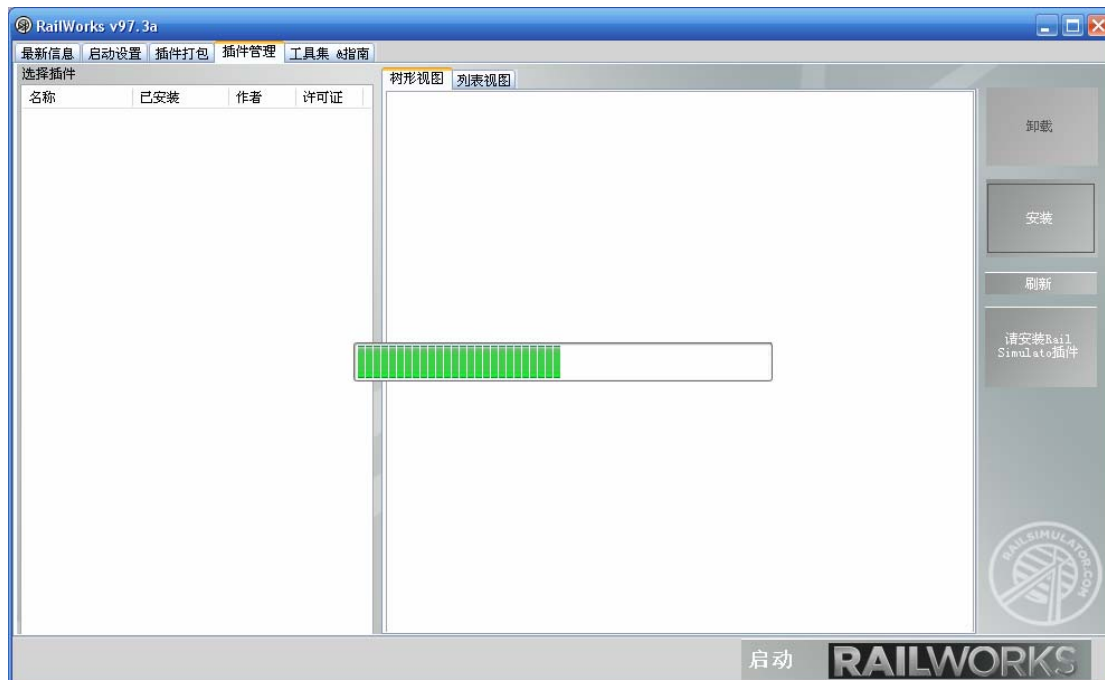 RailWorks v97.3a
最新信息 启动设置 插件打包 插件管理 工具集 &指南
选择插件
名称 已安装 作者 许可证
树形视图 列表视图
卸载
安装
刷新
请安装Rail
Simulato插件
RAILSIMULATOR.COM
启动 RAILWORKS